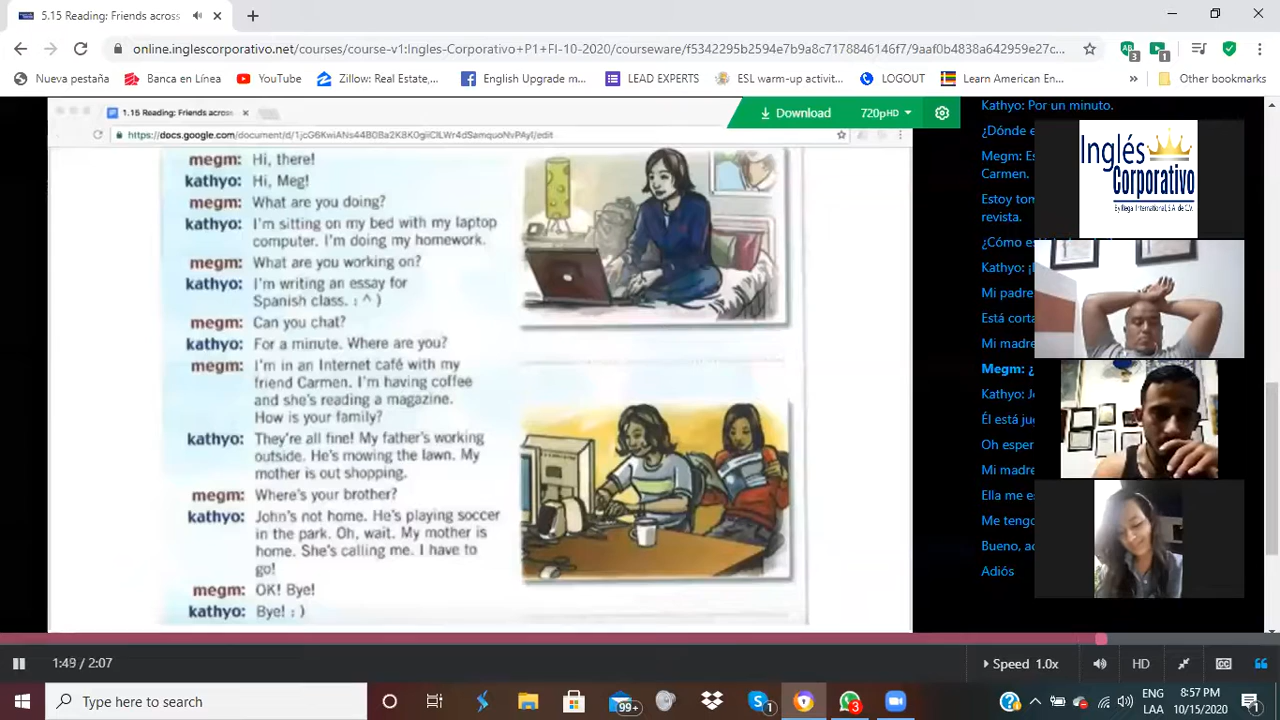 5.15 Reading: Friends across
online.inglescorporativo.net/courses/course-v1:Ingles-Corporativo+P1+FI-10-2020/courseware/f5342295b2594e7b9a8c7178846146f7/9aaf0b4838a642959e27c...
3
1
Nueva pestaña
Banca en Línea
YouTube
Zillow: Real Estate,...
English Upgrade m...
LEAD EXPERTS
ESL warm-up activit...
LOGOUT
Learn American En...
»
Other bookmarks
1.15 Reading: Friends across
Download
720pHD
megm: Hi, there!
kathyo: Hi, Meg!
megm: What are you doing?
kathyo: I'm sitting on my bed with my laptop
computer. I'm doing my homework.
megm: What are you working on?
kathyo: I'm writing an essay for
Spanish class. : ^ )
megm: Can you chat?
kathyo: For a minute. Where are you?
megm: I'm in an Internet café with my
friend Carmen. I'm having coffee
and she's reading a magazine.
How is your family?
kathyo: They're all fine! My father's working
outside. He's mowing the lawn. My
mother is out shopping.
megm: Where's your brother?
kathyo: John's not home. He's playing soccer
in the park. Oh, wait. My mother is
home. She's calling me. I have to
go!
megm: OK! Bye!
kathyo: Bye! : )
Kathyo: Por un minuto.
¿Dónde e
Megm: Es
Carmen.
Estoy tom
revista.
¿Cómo es
Kathyo: ¡
Mi padre
Está corta
Mi madre
Megm: ¿
Kathyo: Jo
Él está jug
Oh esper
Mi madre
Ella me es
Me tengo
Bueno, ad
Adiós
Inglés
Corporativo
1:49 / 2:07
Speed 1.0x
HD
Type here to search
99+
1
3
ENG
LAA
8:57 PM
10/15/2020
1